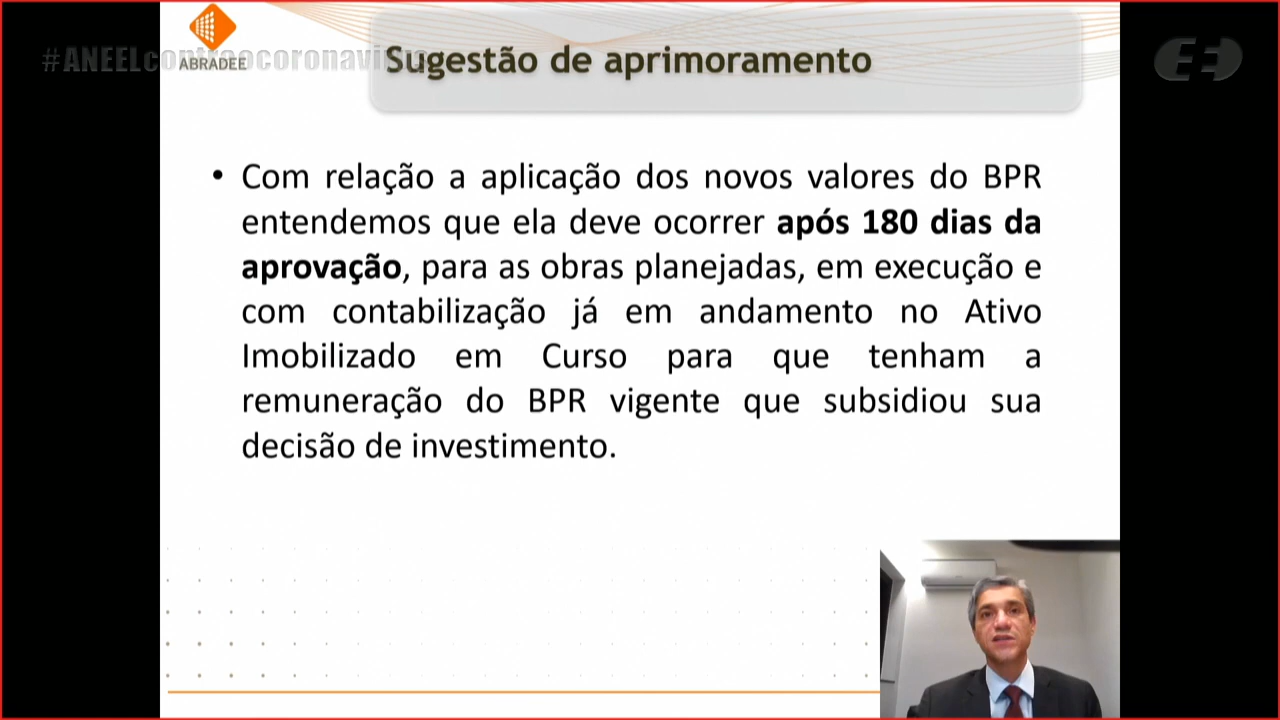 #ANEELcontraocoronavírus
ABRADEE
Sugestão de aprimoramento
• Com relação a aplicação dos novos valores do BPR
entendemos que ela deve ocorrer após 180 dias da
aprovação, para as obras planejadas, em execução e
com contabilização já em andamento no Ativo
Imobilizado em Curso para que tenham a
remuneração do BPR vigente que subsidiou sua
decisão de investimento.